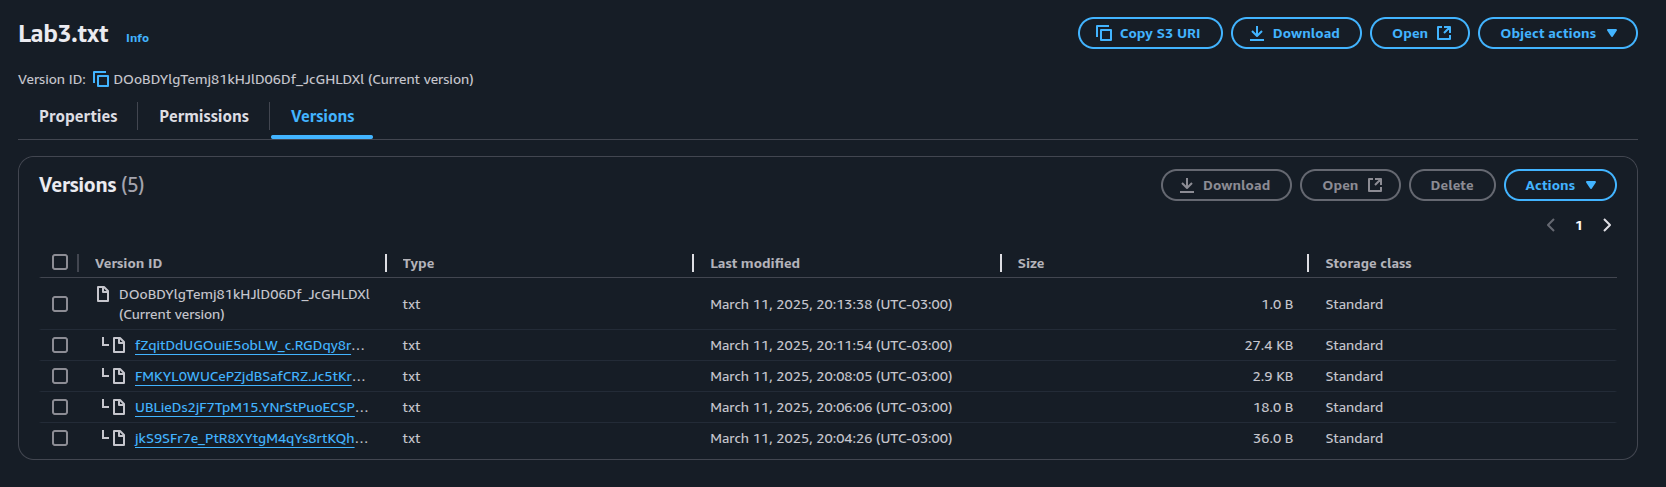 Lab3.txt Info Copy S3 URI Download Open Object actions
Version ID: DOoBDYlgTemj81kHJlD06Df_JcGHLDXl (Current version)
Properties Permissions Versions
Versions (5) Download Open Delete Actions
1
Version ID Type Last modified Size Storage class
DOoBDYlgTemj81kHJlD06Df_JcGHLDXl
(Current version) txt March 11, 2025, 20:13:38 (UTC-03:00) 1.0 B Standard
fZqitDdUGOuiE5obLW_c.RGDqy8r... txt March 11, 2025, 20:11:54 (UTC-03:00) 27.4 KB Standard
FMKYL0WUCePZjdBSafCRZ.Jc5tKr... txt March 11, 2025, 20:08:05 (UTC-03:00) 2.9 KB Standard
UBLieDs2jF7TpM15.YNrStPuoECSP... txt March 11, 2025, 20:06:06 (UTC-03:00) 18.0 B Standard
jkS9SFr7e_PtR8XYtgM4qYs8rtKQh... txt March 11, 2025, 20:04:26 (UTC-03:00) 36.0 B Standard